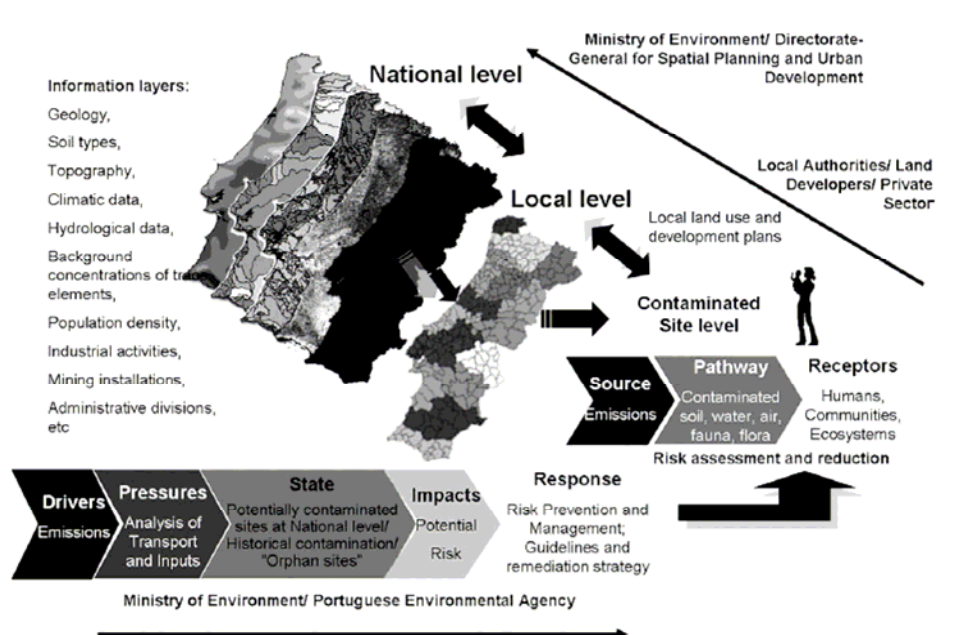 Ministry of Environment/ Directorate-
General for Spatial Planning and Urban
Development
National level
Information layers:
Geology,
Soil types,
Topography,
Climatic data,
Hydrological data,
Background
concentrations of trace
elements,
Population density,
Industrial activities,
Mining installations,
Administrative divisions,
etc
Local Authorities/ Land
Developers/ Private
Sector
Local level
Local land use and
development plans
Contaminated
Site level
Source
Emissions
Pathway
Contaminated
soil, water, air,
fauna, flora
Receptors
Humans,
Communities,
Ecosystems
Risk assessment and reduction
Drivers
Emissions
Pressures
Analysis of
Transport
and Inputs
State
Potentially contaminated
sites at National level/
Historical contamination/
"Orphan sites"
Impacts
Potential
Risk
Response
Risk Prevention and
Management;
Guidelines and
remediation strategy
Ministry of Environment/ Portuguese Environmental Agency